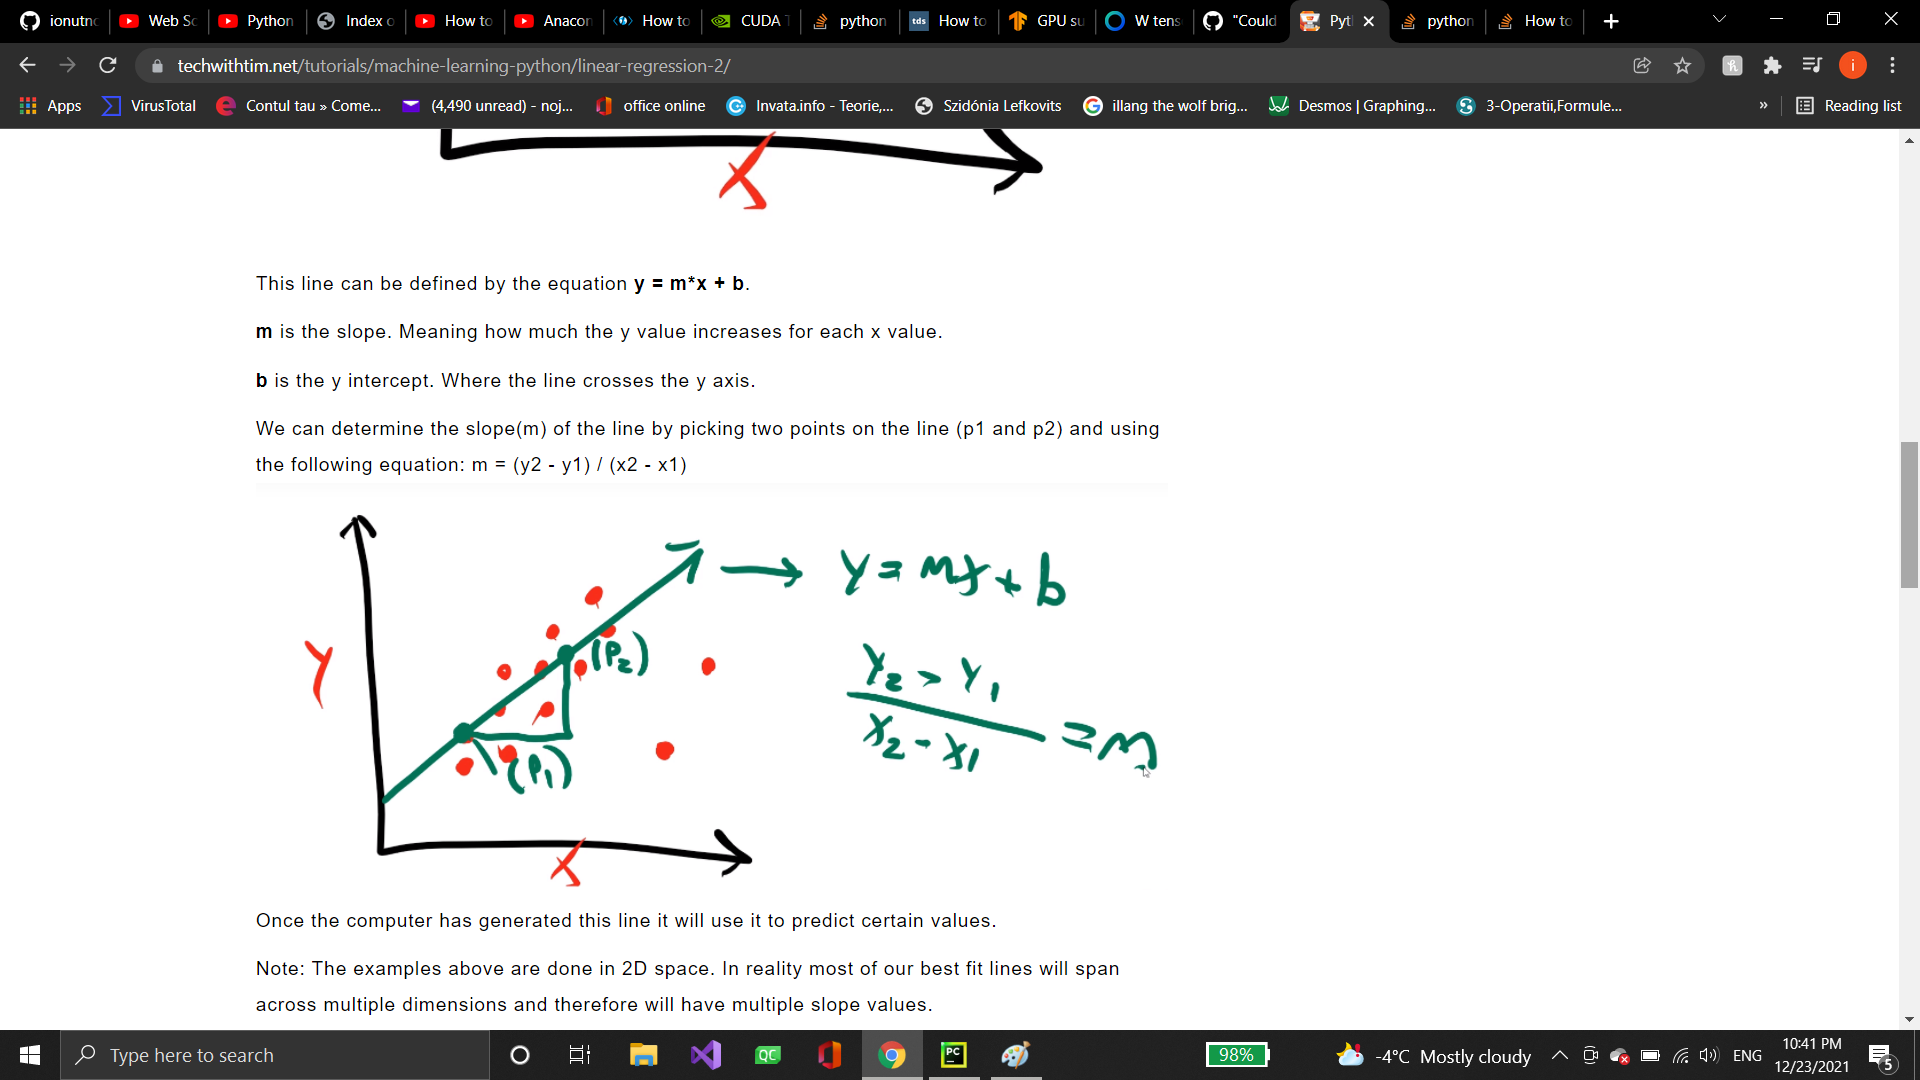 ionutno
Web Sc
Python
Index o
How to
Anacon
How to
CUDA T
python
How to
GPU su
W tens
"Could
Pyt
python
How to
techwithtim.net/tutorials/machine-learning-python/linear-regression-2/
i
Apps
VirusTotal
Contul tau » Come...
(4,490 unread) - noj...
office online
Invata.info - Teorie,...
Szidónia Lefkovits
illang the wolf brig...
Desmos | Graphing...
3-Operatii,Formule...
»
Reading list
X
This line can be defined by the equation y = m*x + b.
m is the slope. Meaning how much the y value increases for each x value.
b is the y intercept. Where the line crosses the y axis.
We can determine the slope(m) of the line by picking two points on the line (p1 and p2) and using
the following equation: m = (y2 - y1) / (x2 - x1)
y = mx + b
Y
(P2)
(P1)
Y2 - Y1
X2 - X1
= m
X
Once the computer has generated this line it will use it to predict certain values.
Note: The examples above are done in 2D space. In reality most of our best fit lines will span
across multiple dimensions and therefore will have multiple slope values.
Type here to search
QC
PC
98%
-4°C Mostly cloudy
ENG
10:41 PM
12/23/2021
5